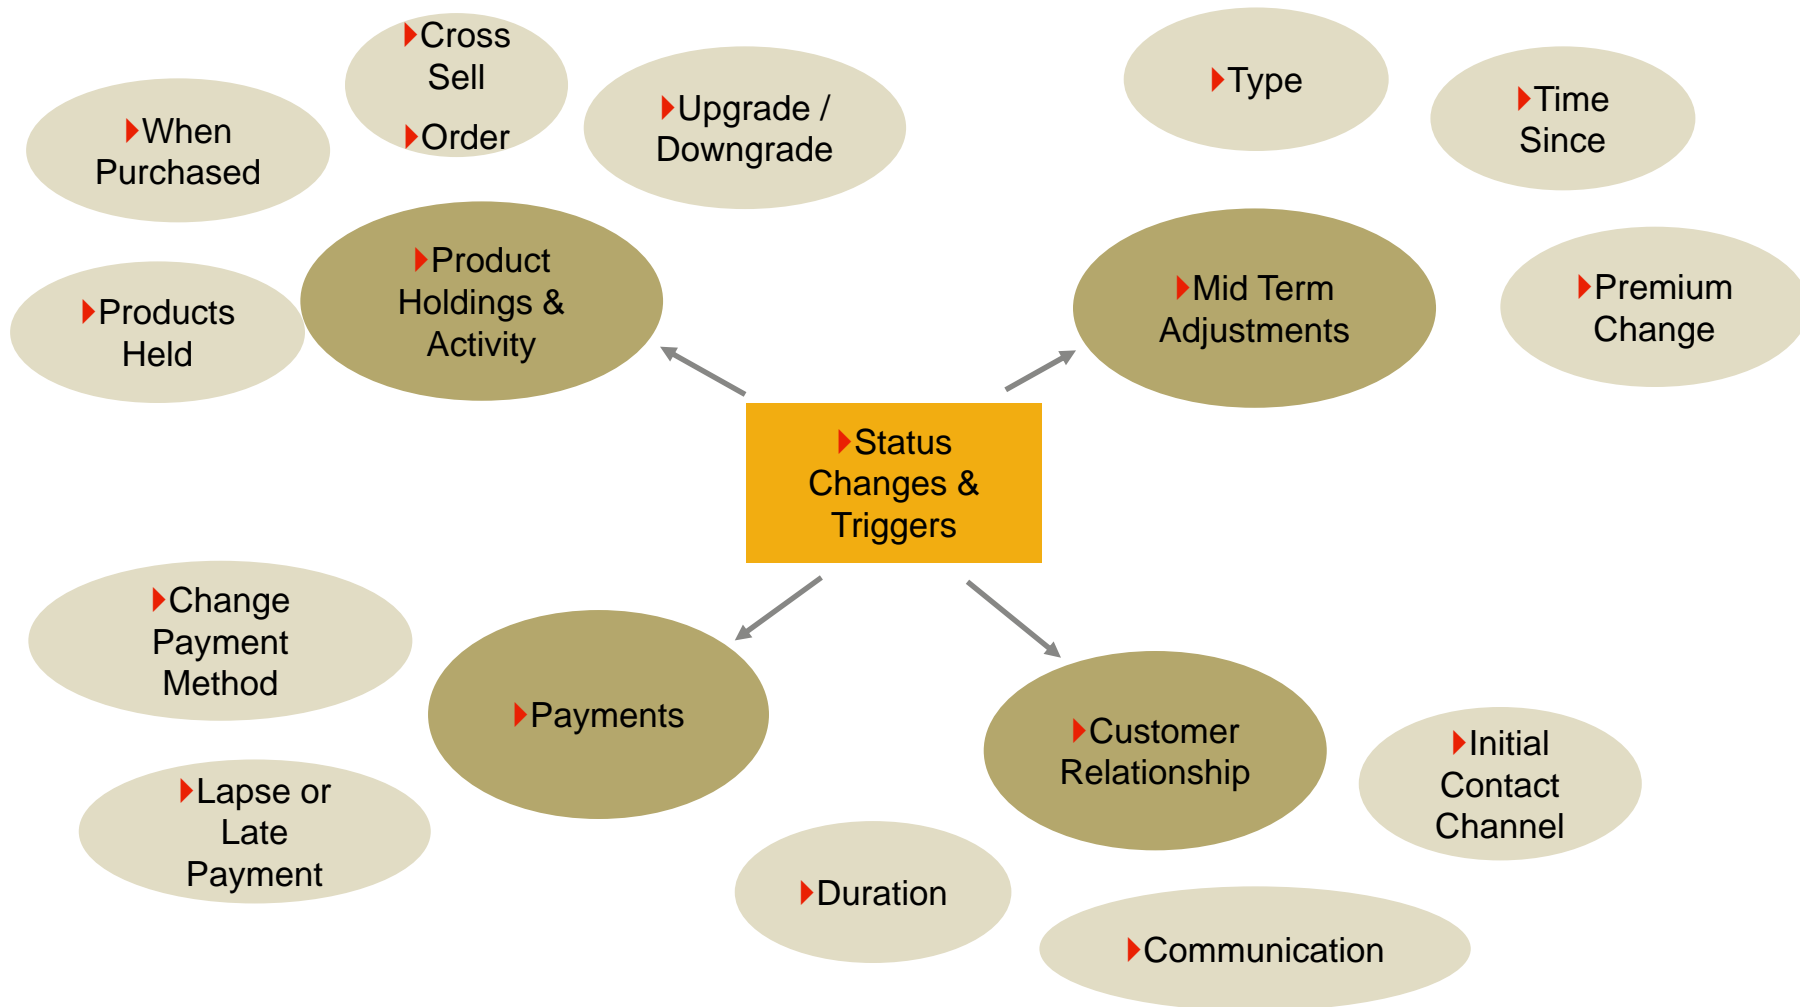 Cross
Sell
Order
Upgrade /
Downgrade
When
Purchased
Products
Held
Product
Holdings &
Activity
Type
Time
Since
Mid Term
Adjustments
Premium
Change
Status
Changes &
Triggers
Change
Payment
Method
Payments
Lapse or
Late
Payment
Customer
Relationship
Initial
Contact
Channel
Duration
Communication